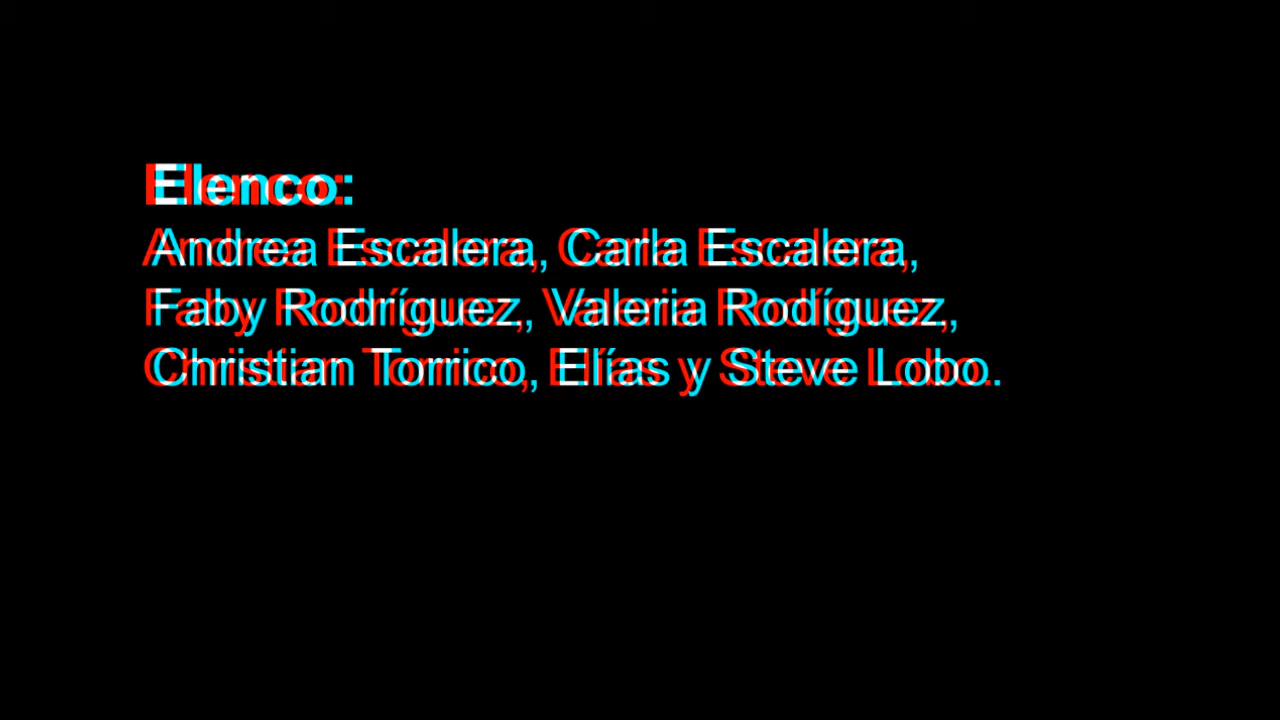 Elenco:
Andrea Escalera, Carla Escalera,
Faby Rodríguez, Valeria Rodíguez,
Christian Torrico, Elías y Steve Lobo.